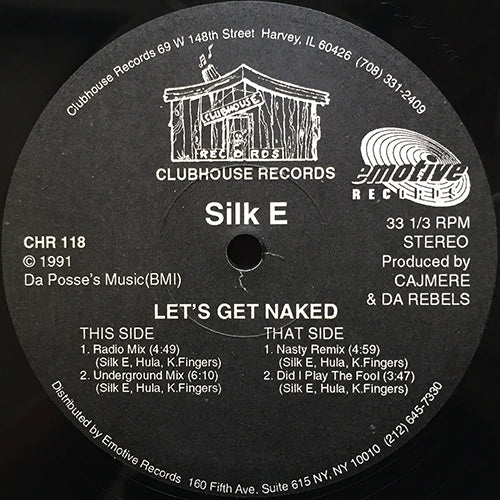 Clubhouse Records 69 W 148th Street Harvey, IL 60426 (708) 331-2409
CLUBHOUSE
RECORDS
CLUBHOUSE RECORDS
emotive
RECORDS
Silk E
CHR 118
© 1991
Da Posse's Music(BMI)
33 1/3 RPM
STEREO
Produced by
CAJMERE
& DA REBELS
LET'S GET NAKED
THIS SIDE
1. Radio Mix (4:49)
(Silk E, Hula, K.Fingers)
2. Underground Mix (6:10)
(Silk E, Hula, K.Fingers)
THAT SIDE
1. Nasty Remix (4:59)
(Silk E, Hula, K.Fingers)
2. Did I Play The Fool (3:47)
(Silk E, Hula, K.Fingers)
Distributed by Emotive Records 160 Fifth Ave. Suite 615 NY, NY 10010 (212) 645-7330